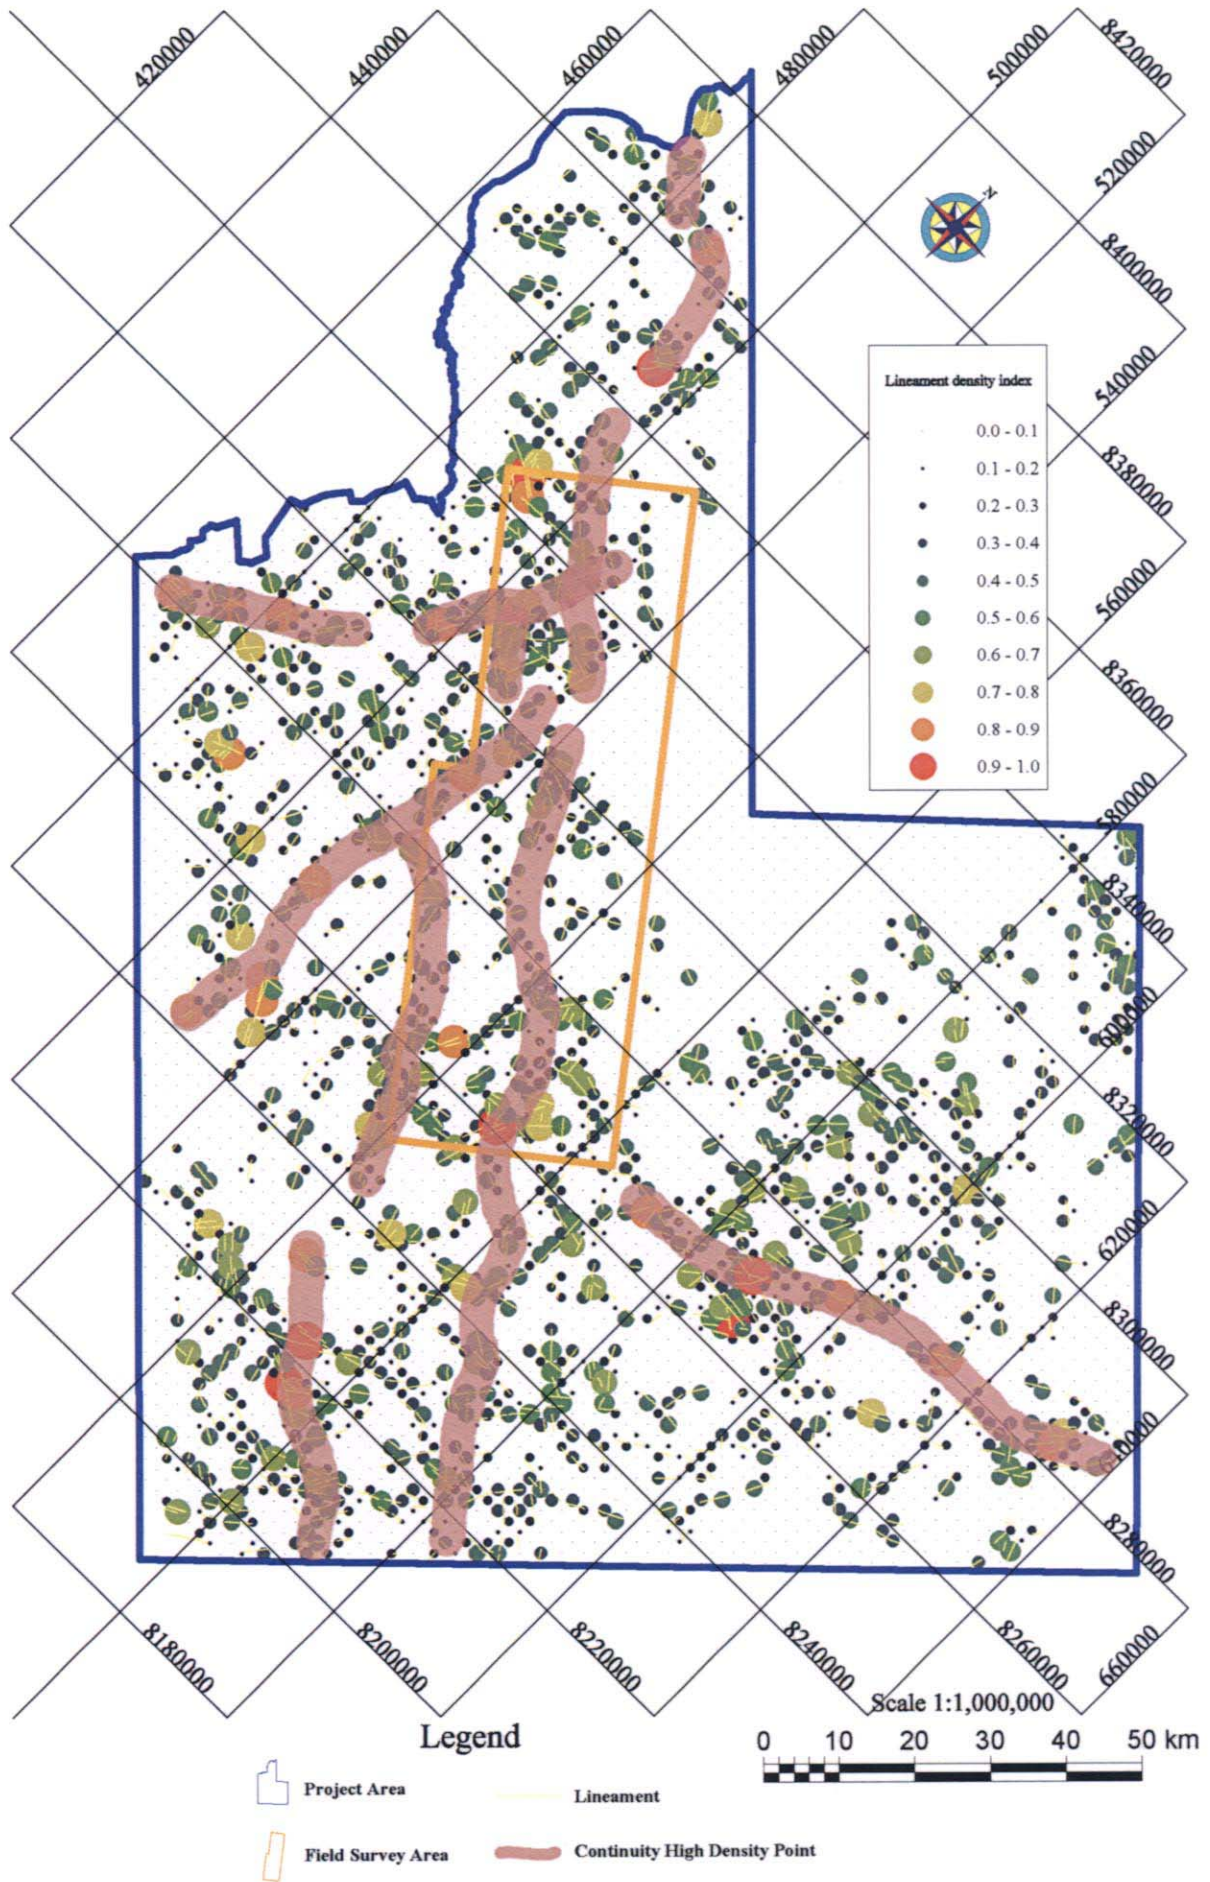 420000
440000
460000
480000
500000
8420000
520000
8400000
N
540000
8380000
560000
8360000
580000
8340000
600000
8320000
620000
8300000
8280000
660000
Lineament density index
0.0 - 0.1
0.1 - 0.2
0.2 - 0.3
0.3 - 0.4
0.4 - 0.5
0.5 - 0.6
0.6 - 0.7
0.7 - 0.8
0.8 - 0.9
0.9 - 1.0
8180000
8200000
8220000
8240000
8260000
Scale 1:1,000,000
0 10 20 30 40 50 km
Legend
Project Area
Lineament
Field Survey Area
Continuity High Density Point